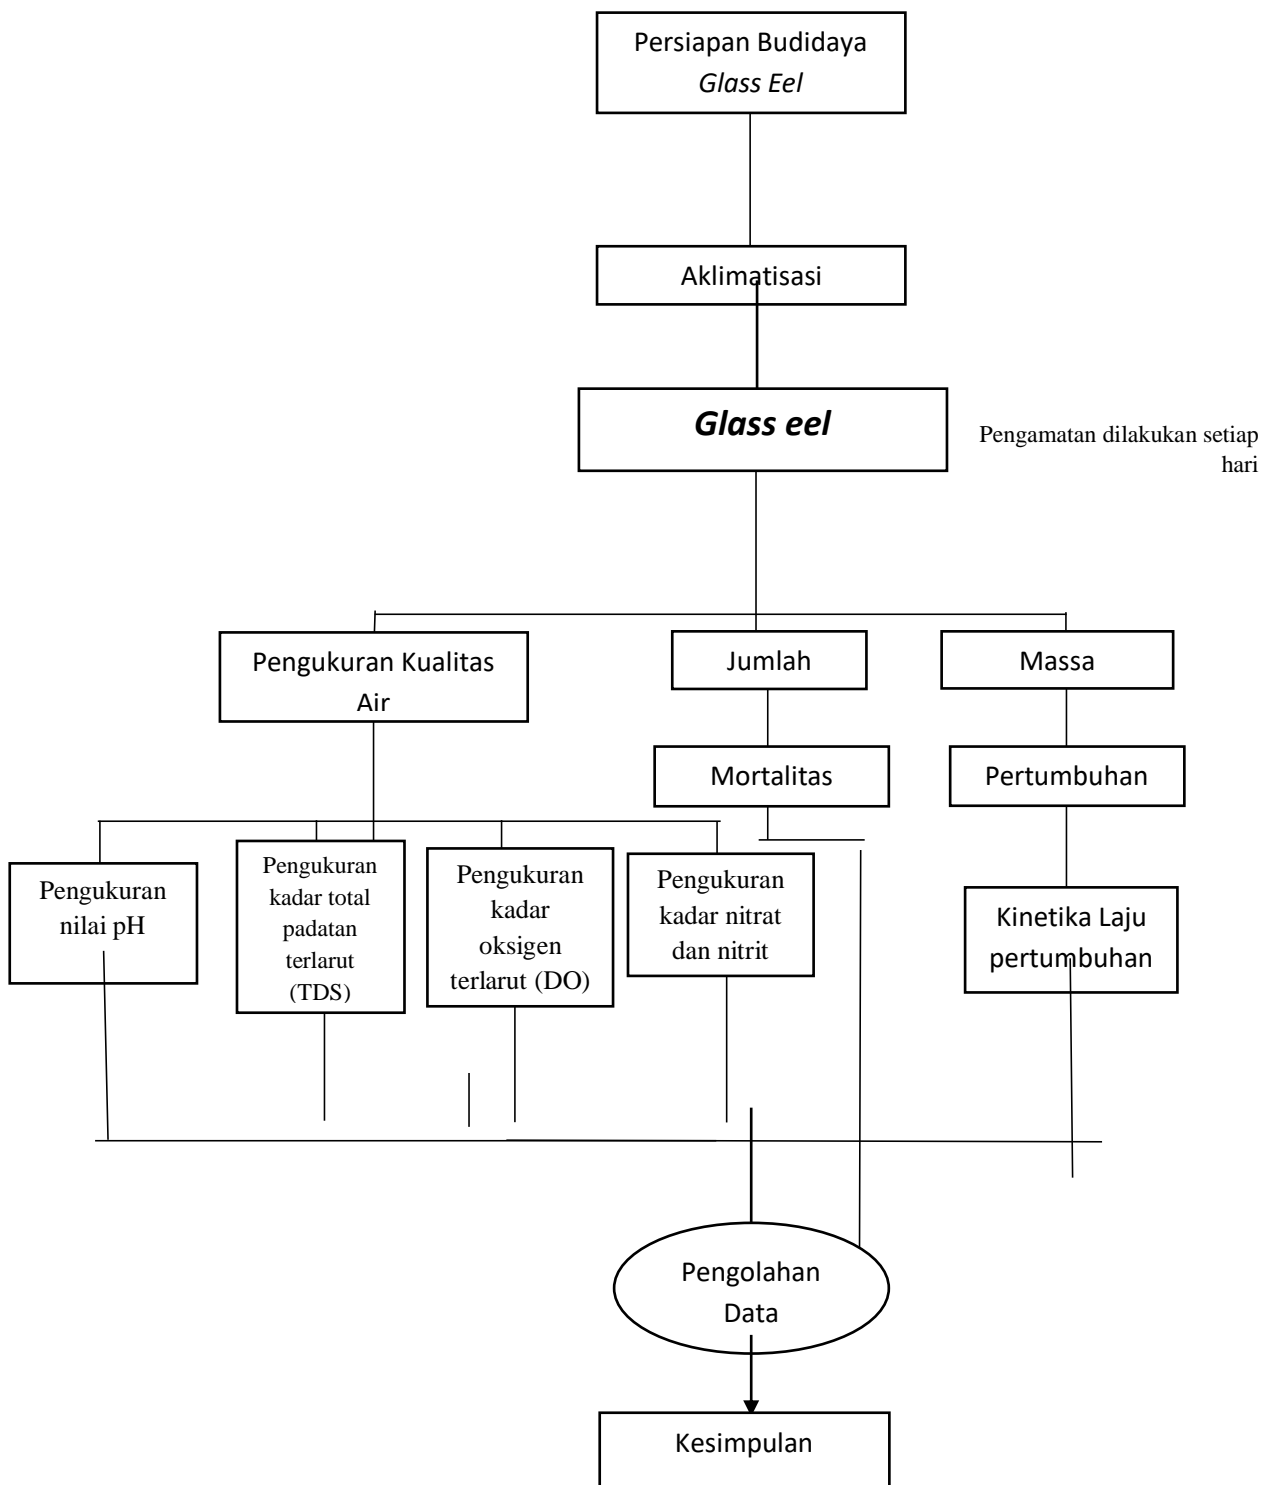 Persiapan Budidaya
Glass Eel
Aklimatisasi
Glass eel
Pengamatan dilakukan setiap
hari
Pengukuran Kualitas
Air
Jumlah
Massa
Mortalitas
Pertumbuhan
Pengukuran
nilai pH
Pengukuran
kadar total
padatan
terlarut
(TDS)
Pengukuran
kadar
oksigen
terlarut (DO)
Pengukuran
kadar nitrat
dan nitrit
Kinetika Laju
pertumbuhan
Pengolahan
Data
Kesimpulan